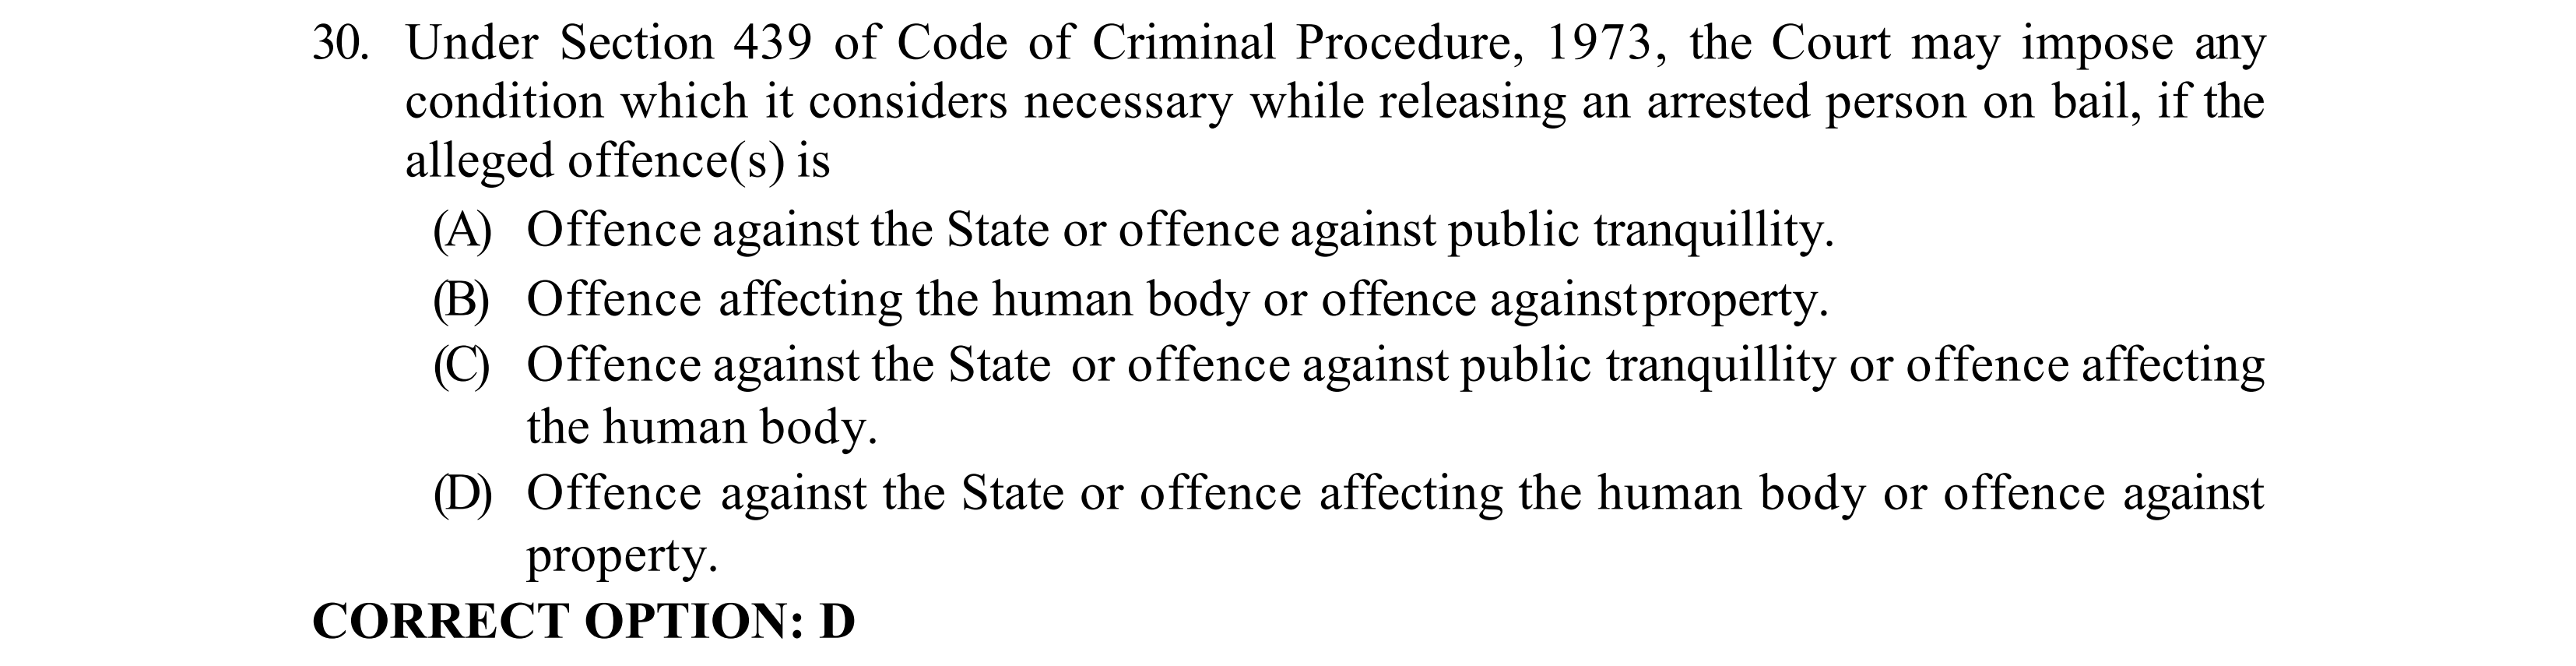 30. Under Section 439 of Code of Criminal Procedure, 1973, the Court may impose any
condition which it considers necessary while releasing an arrested person on bail, if the
alleged offence(s) is
(A) Offence against the State or offence against public tranquillity.
(B) Offence affecting the human body or offence againstproperty.
(C) Offence against the State or offence against public tranquillity or offence affecting
the human body.
(D) Offence against the State or offence affecting the human body or offence against
property.
CORRECT OPTION: D